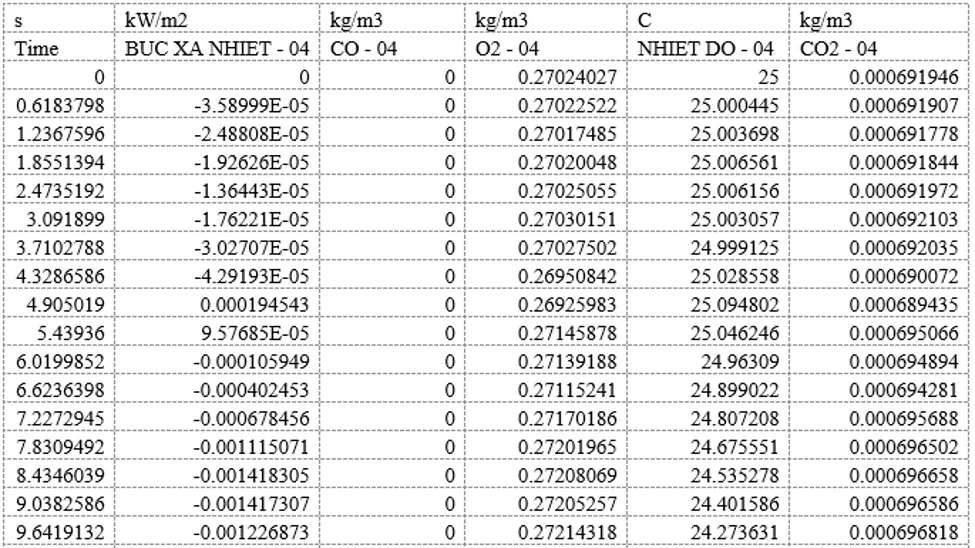 s kW/m2 kg/m3 kg/m3 C kg/m3
Time BUC XA NHIET - 04 CO - 04 O2 - 04 NHIET DO - 04 CO2 - 04
0 0 0 0.27024027 25 0.000691946
0.6183798 -3.58999E-05 0 0.27022522 25.000445 0.000691907
1.2367596 -2.48808E-05 0 0.27017485 25.003698 0.000691778
1.8551394 -1.92626E-05 0 0.27020048 25.006561 0.000691844
2.4735192 -1.36443E-05 0 0.27025055 25.006156 0.000691972
3.091899 -1.76221E-05 0 0.27030151 25.003057 0.000692103
3.7102788 -3.02707E-05 0 0.27027502 24.999125 0.000692035
4.3286586 -4.29193E-05 0 0.26950842 25.028558 0.000690072
4.905019 0.000194543 0 0.26925983 25.094802 0.000689435
5.43936 9.57685E-05 0 0.27145878 25.046246 0.000695066
6.0199852 -0.000105949 0 0.27139188 24.96309 0.000694894
6.6236398 -0.000402453 0 0.27115241 24.899022 0.000694281
7.2272945 -0.000678456 0 0.27170186 24.807208 0.000695688
7.8309492 -0.001115071 0 0.27201965 24.675551 0.000696502
8.4346039 -0.001418305 0 0.27208069 24.535278 0.000696658
9.0382586 -0.001417307 0 0.27205257 24.401586 0.000696586
9.6419132 -0.001226873 0 0.27214318 24.273631 0.000696818